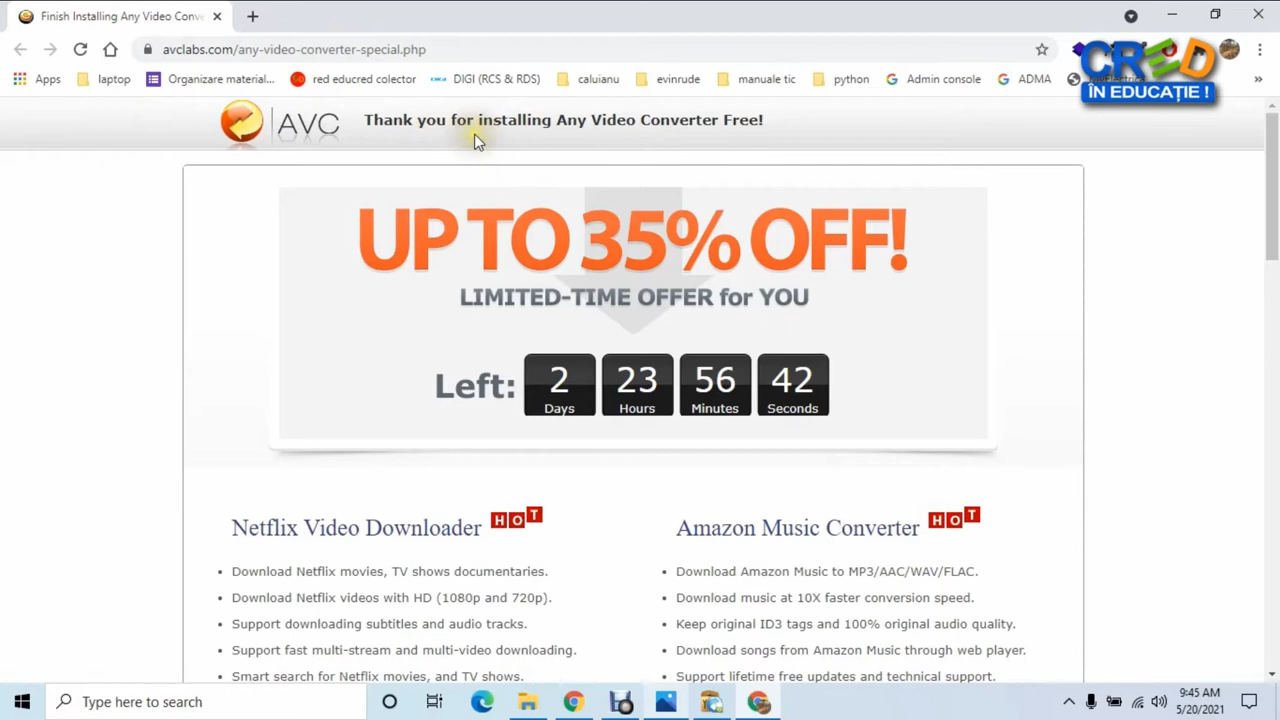 Finish Installing Any Video Conve
avclabs.com/any-video-converter-special.php
Apps
laptop
Organizare material...
red educred colector
DIGI (RCS & RDS)
caluianu
evinrude
manuale tic
python
Admin console
ADMA
CRED
ÎN EDUCAȚIE !
AVC
Thank you for installing Any Video Converter Free!
UP TO 35% OFF!
LIMITED-TIME OFFER for YOU
Left: 2 23 56 42
Days Hours Minutes Seconds
Netflix Video Downloader HOT
• Download Netflix movies, TV shows documentaries.
• Download Netflix videos with HD (1080p and 720p).
• Support downloading subtitles and audio tracks.
• Support fast multi-stream and multi-video downloading.
• Smart search for Netflix movies, and TV shows.
Amazon Music Converter HOT
• Download Amazon Music to MP3/AAC/WAV/FLAC.
• Download music at 10X faster conversion speed.
• Keep original ID3 tags and 100% original audio quality.
• Download songs from Amazon Music through web player.
• Support lifetime free updates and technical support.
Type here to search
9:45 AM
5/20/2021